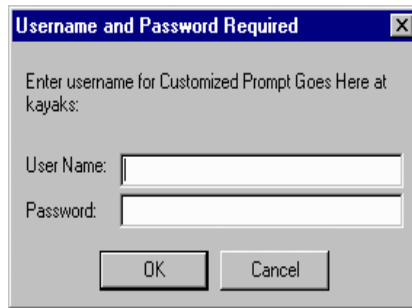 Username and Password Required
Enter username for Customized Prompt Goes Here at
kayaks:
User Name:
Password:
OK Cancel